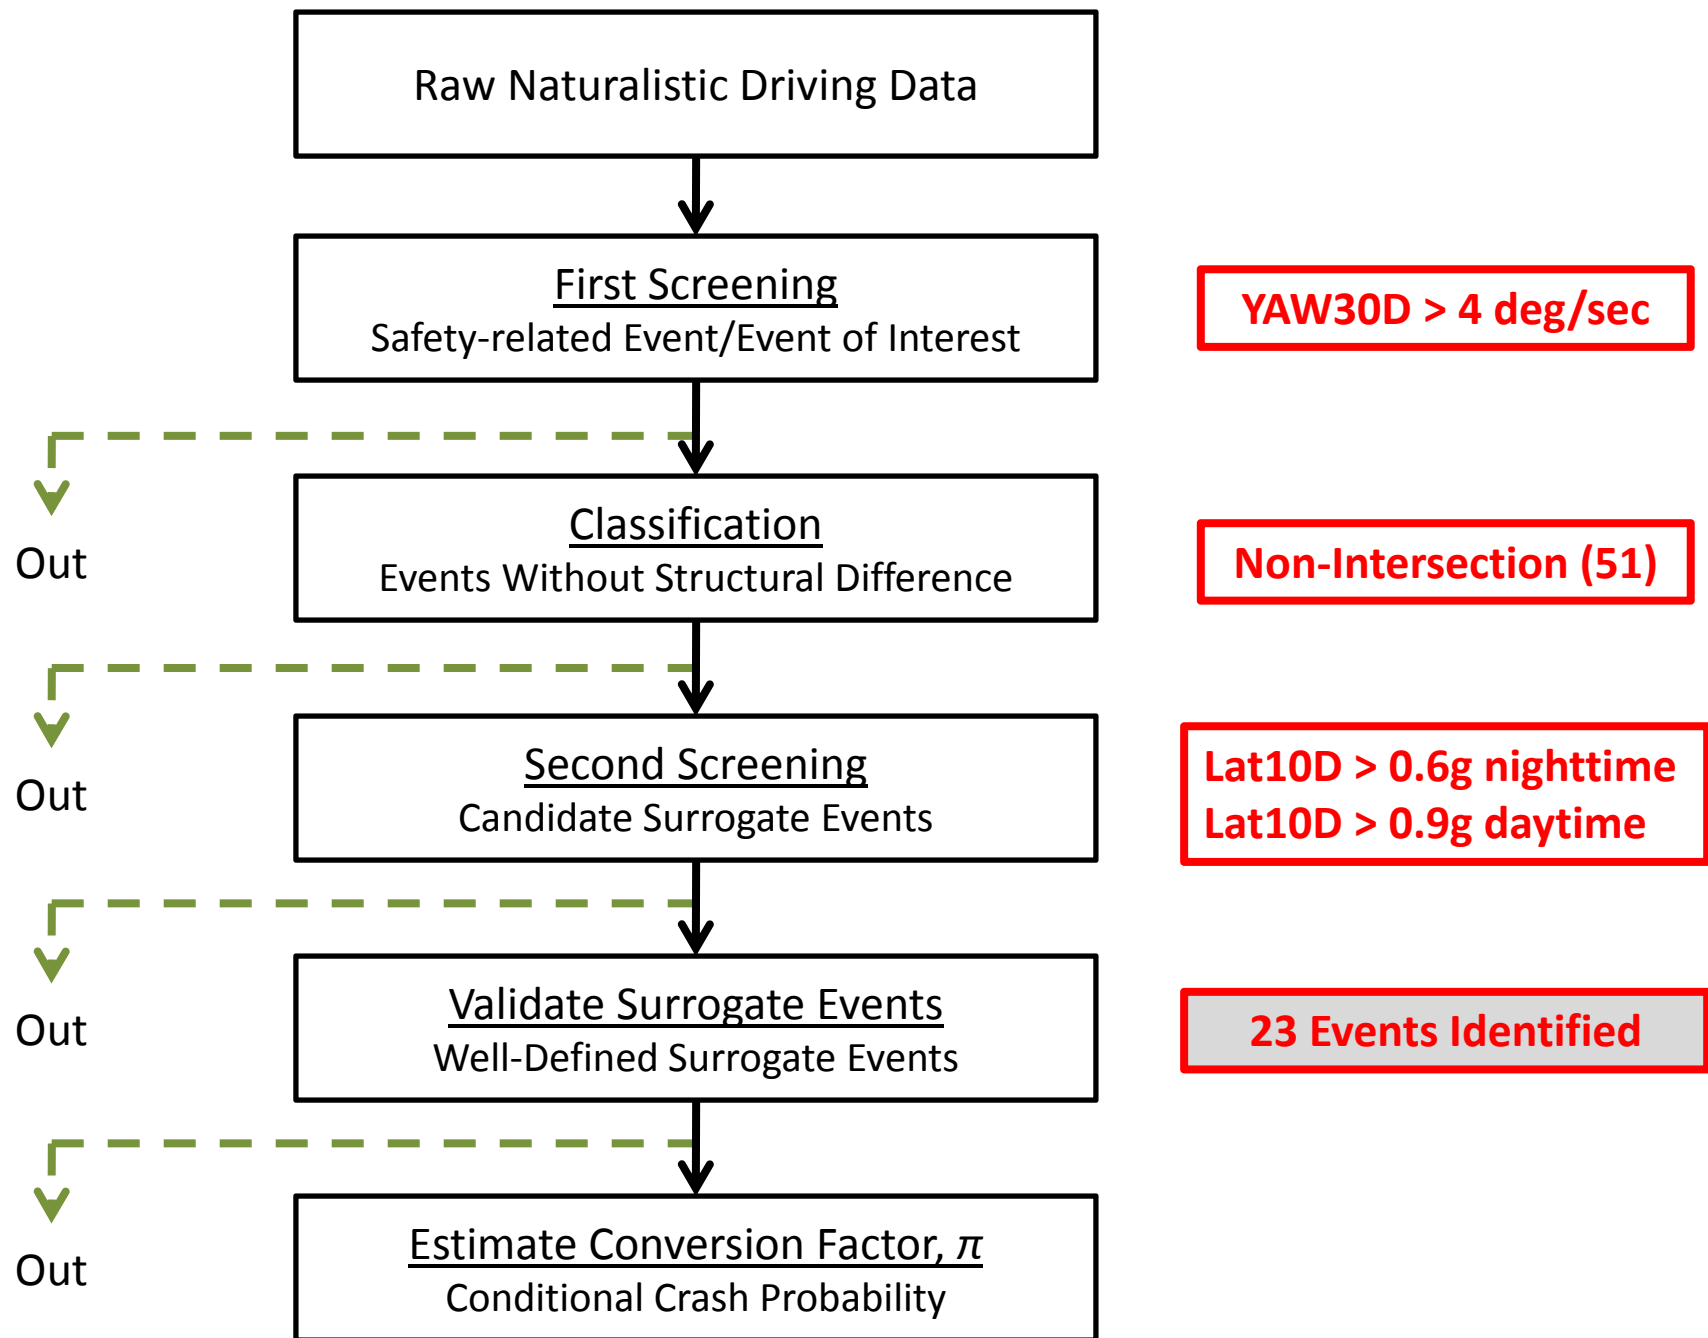 Raw Naturalistic Driving Data
First Screening
Safety-related Event/Event of Interest
YAW30D > 4 deg/sec
Out
Classification
Events Without Structural Difference
Non-Intersection (51)
Out
Second Screening
Candidate Surrogate Events
Lat10D > 0.6g nighttime
Lat10D > 0.9g daytime
Out
Validate Surrogate Events
Well-Defined Surrogate Events
23 Events Identified
Out
Estimate Conversion Factor, π
Conditional Crash Probability